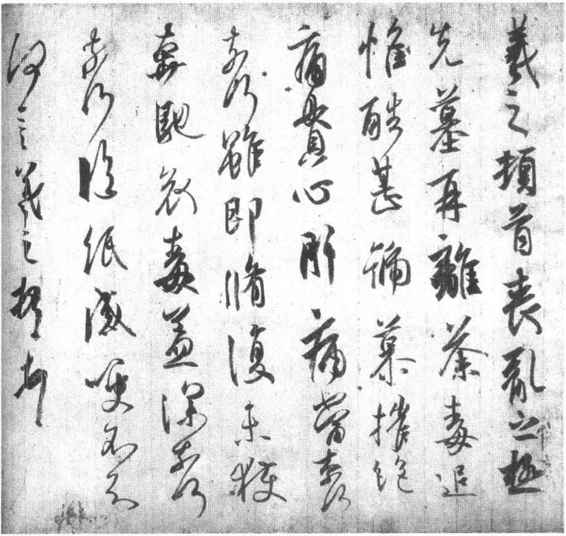 羲之頓首喪亂之極
先墓再離荼毒追
惟酷甚號慕摧絕
痛貫心肝痛當奈何
奈何雖即脩復未獲
奔馳哀毒益深奈何
奈何臨紙感哽不知
何言羲之頓首頓首